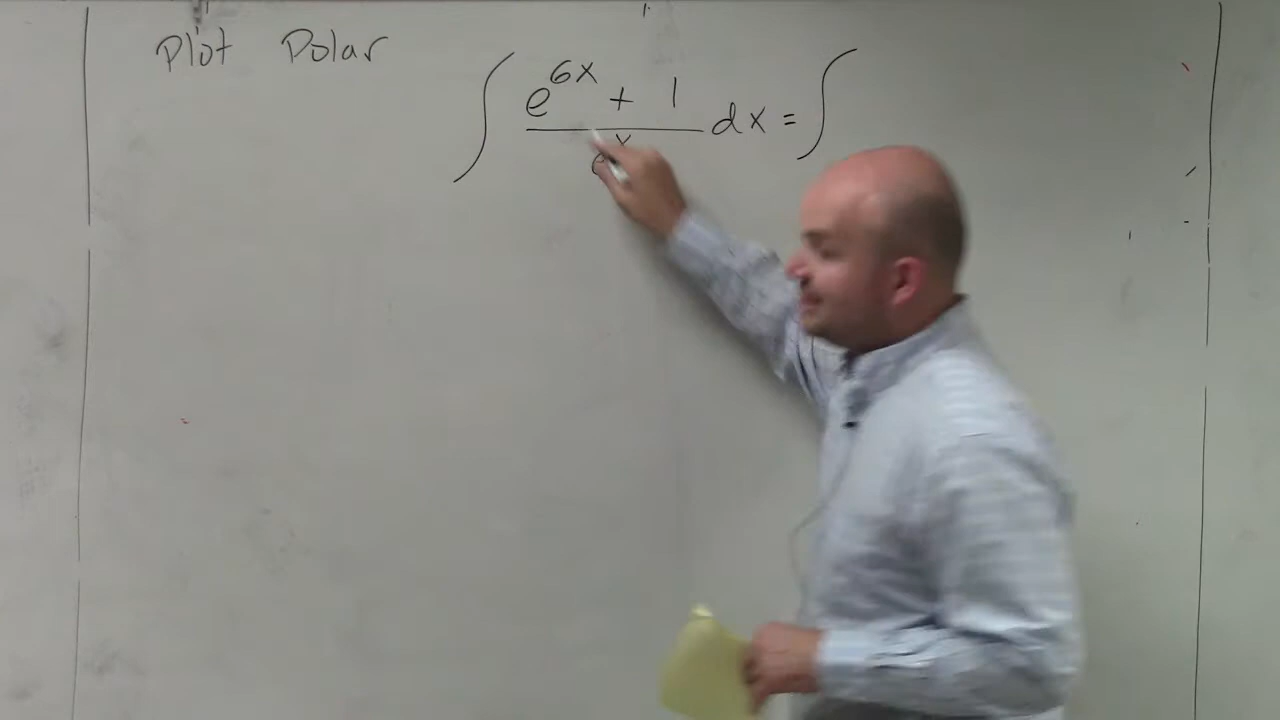 Plot Polar
∫ (e^{6x} + 1)/(e^x) dx = ∫